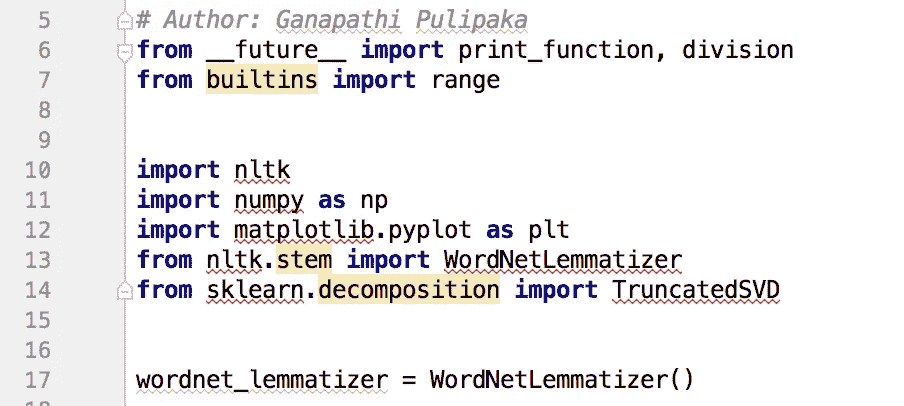 5 # Author: Ganapathi Pulipaka
6 from __future__ import print_function, division
7 from builtins import range
8
9
10 import nltk
11 import numpy as np
12 import matplotlib.pyplot as plt
13 from nltk.stem import WordNetLemmatizer
14 from sklearn.decomposition import TruncatedSVD
15
16
17 wordnet_lemmatizer = WordNetLemmatizer()